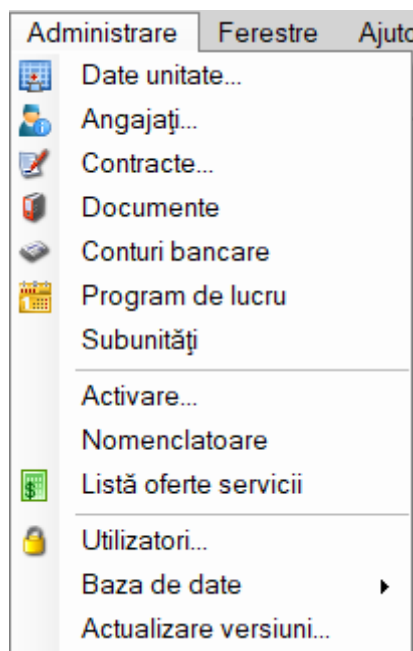 Administrare Ferestre
Date unitate...
Angajaţi...
Contracte...
Documente
Conturi bancare
Program de lucru
Subunităţi
Activare...
Nomenclatoare
Listă oferte servicii
Utilizatori...
Baza de date
Actualizare versiuni...